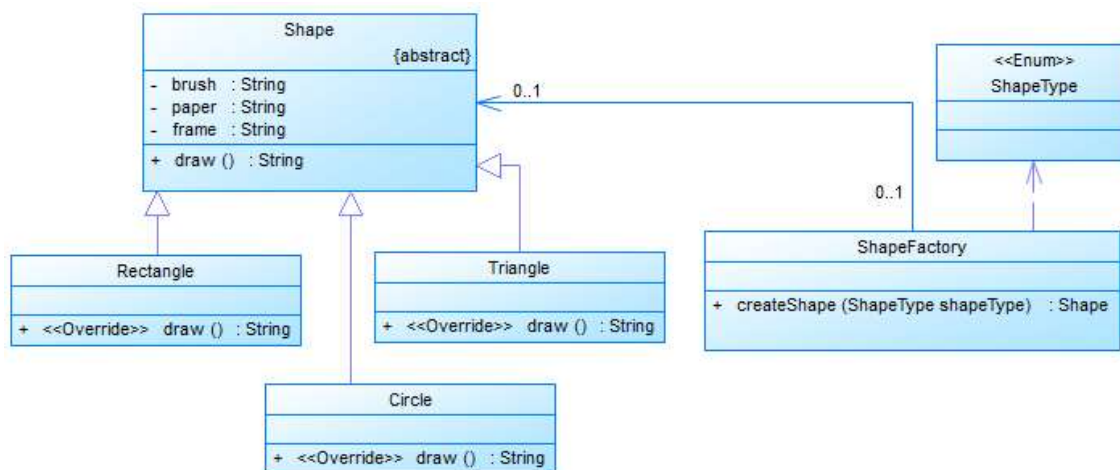 Shape
{abstract}
- brush : String
- paper : String
- frame : String
+ draw () : String
0..1
0..1
<<Enum>>
ShapeType
ShapeFactory
+ createShape (ShapeType shapeType) : Shape
Rectangle
+ <<Override>> draw () : String
Triangle
+ <<Override>> draw () : String
Circle
+ <<Override>> draw () : String